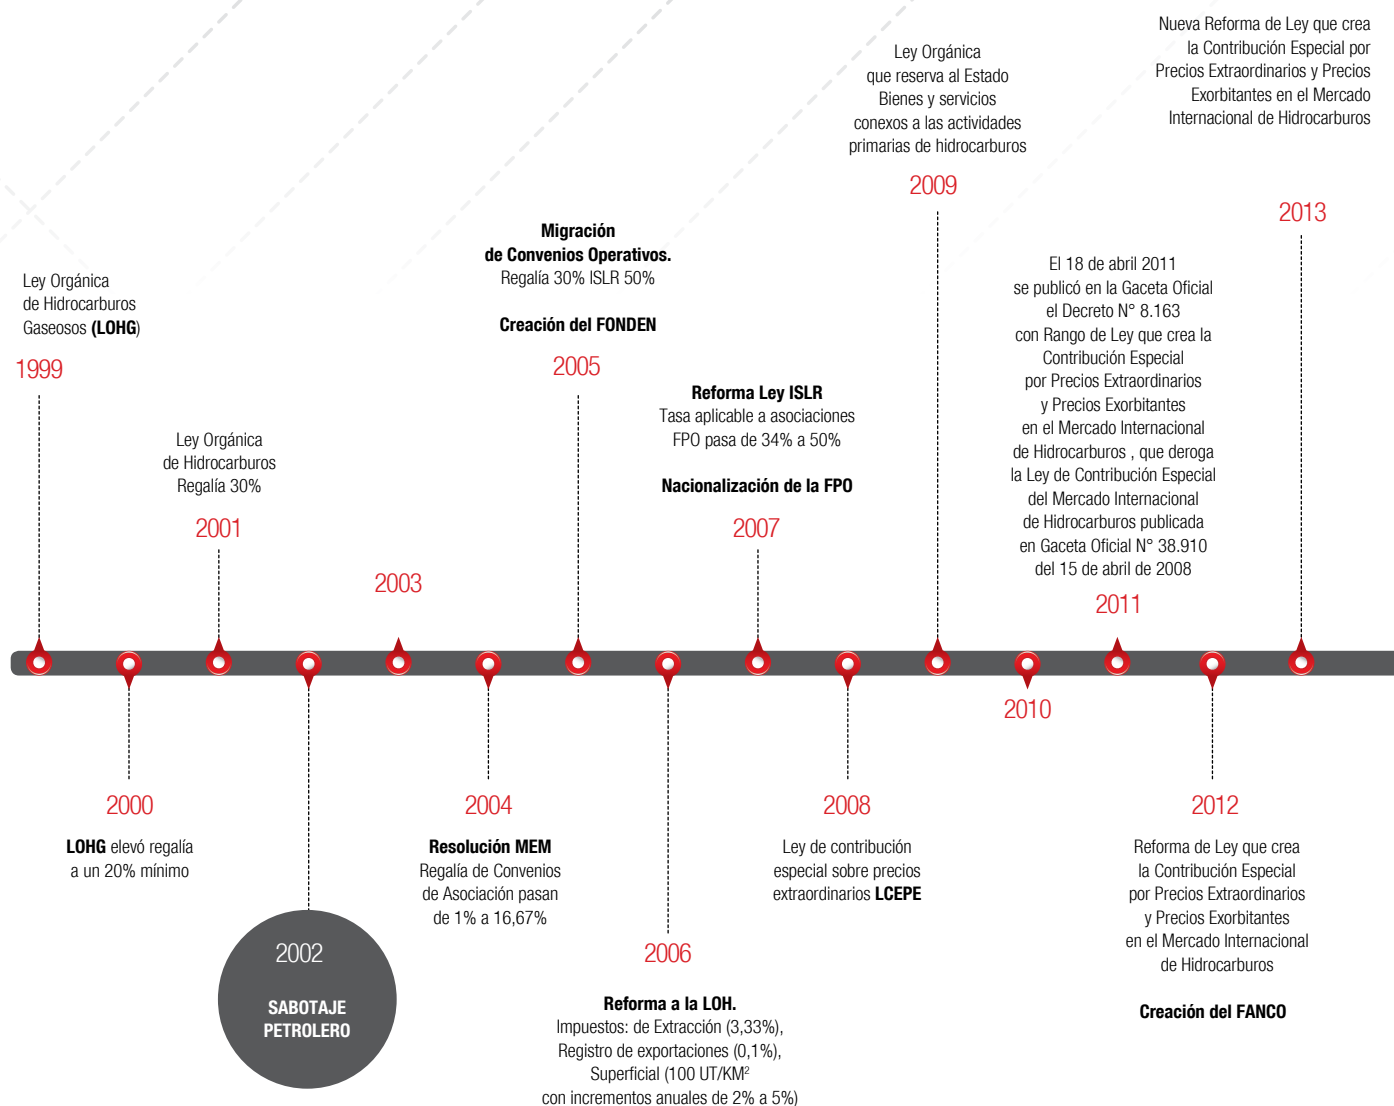 Ley Orgánica
de Hidrocarburos
Gaseosos (LOHG)
1999
LOHG elevó regalía
a un 20% mínimo
2000
Ley Orgánica
de Hidrocarburos
Regalía 30%
2001
2002
SABOTAJE
PETROLERO
2003
2004
Resolución MEM
Regalía de Convenios
de Asociación pasan
de 1% a 16,67%
Migración
de Convenios Operativos.
Regalía 30% ISLR 50%
Creación del FONDEN
2005
2006
Reforma a la LOH.
Impuestos: de Extracción (3,33%),
Registro de exportaciones (0,1%),
Superficial (100 UT/KM²
con incrementos anuales de 2% a 5%)
Reforma Ley ISLR
Tasa aplicable a asociaciones
FPO pasa de 34% a 50%
Nacionalización de la FPO
2007
2008
Ley de contribución
especial sobre precios
extraordinarios LCEPE
Ley Orgánica
que reserva al Estado
Bienes y servicios
conexos a las actividades
primarias de hidrocarburos
2009
2010
El 18 de abril 2011
se publicó en la Gaceta Oficial
el Decreto N° 8.163
con Rango de Ley que crea la
Contribución Especial
por Precios Extraordinarios
y Precios Exorbitantes
en el Mercado Internacional
de Hidrocarburos , que deroga
la Ley de Contribución Especial
del Mercado Internacional
de Hidrocarburos publicada
en Gaceta Oficial N° 38.910
del 15 de abril de 2008
2011
2012
Reforma de Ley que crea
la Contribución Especial
por Precios Extraordinarios
y Precios Exorbitantes
en el Mercado Internacional
de Hidrocarburos
Creación del FANCO
Nueva Reforma de Ley que crea
la Contribución Especial por
Precios Extraordinarios y Precios
Exorbitantes en el Mercado
Internacional de Hidrocarburos
2013